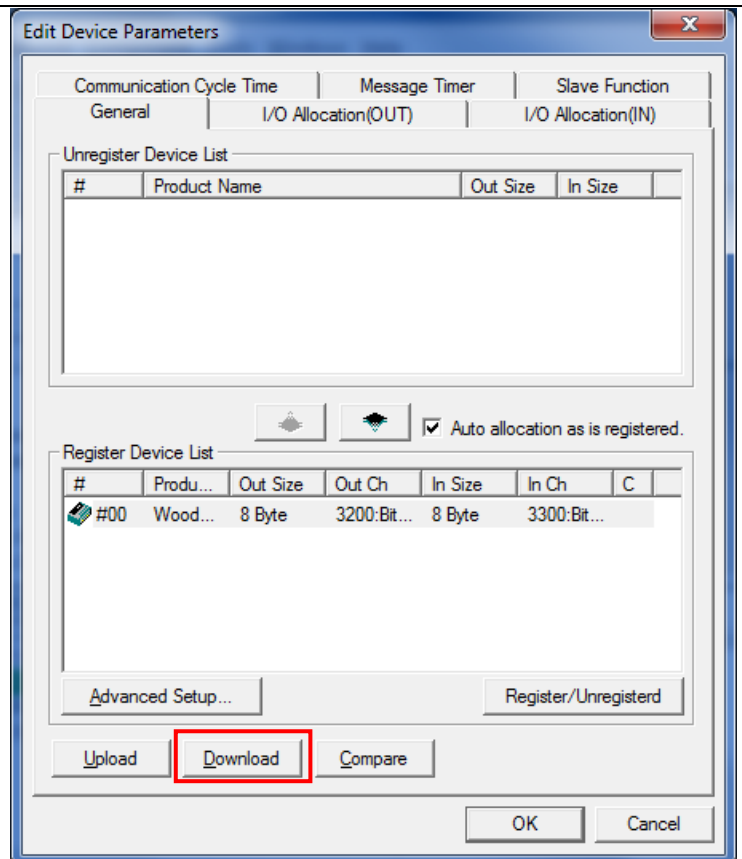 Edit Device Parameters
Communication Cycle Time Message Timer Slave Function
General I/O Allocation(OUT) I/O Allocation(IN)
Unregister Device List
# Product Name Out Size In Size
Auto allocation as is registered.
Register Device List
# Produ... Out Size Out Ch In Size In Ch C
#00 Wood... 8 Byte 3200:Bit... 8 Byte 3300:Bit...
Advanced Setup... Register/Unregisterd
Upload Download Compare
OK Cancel